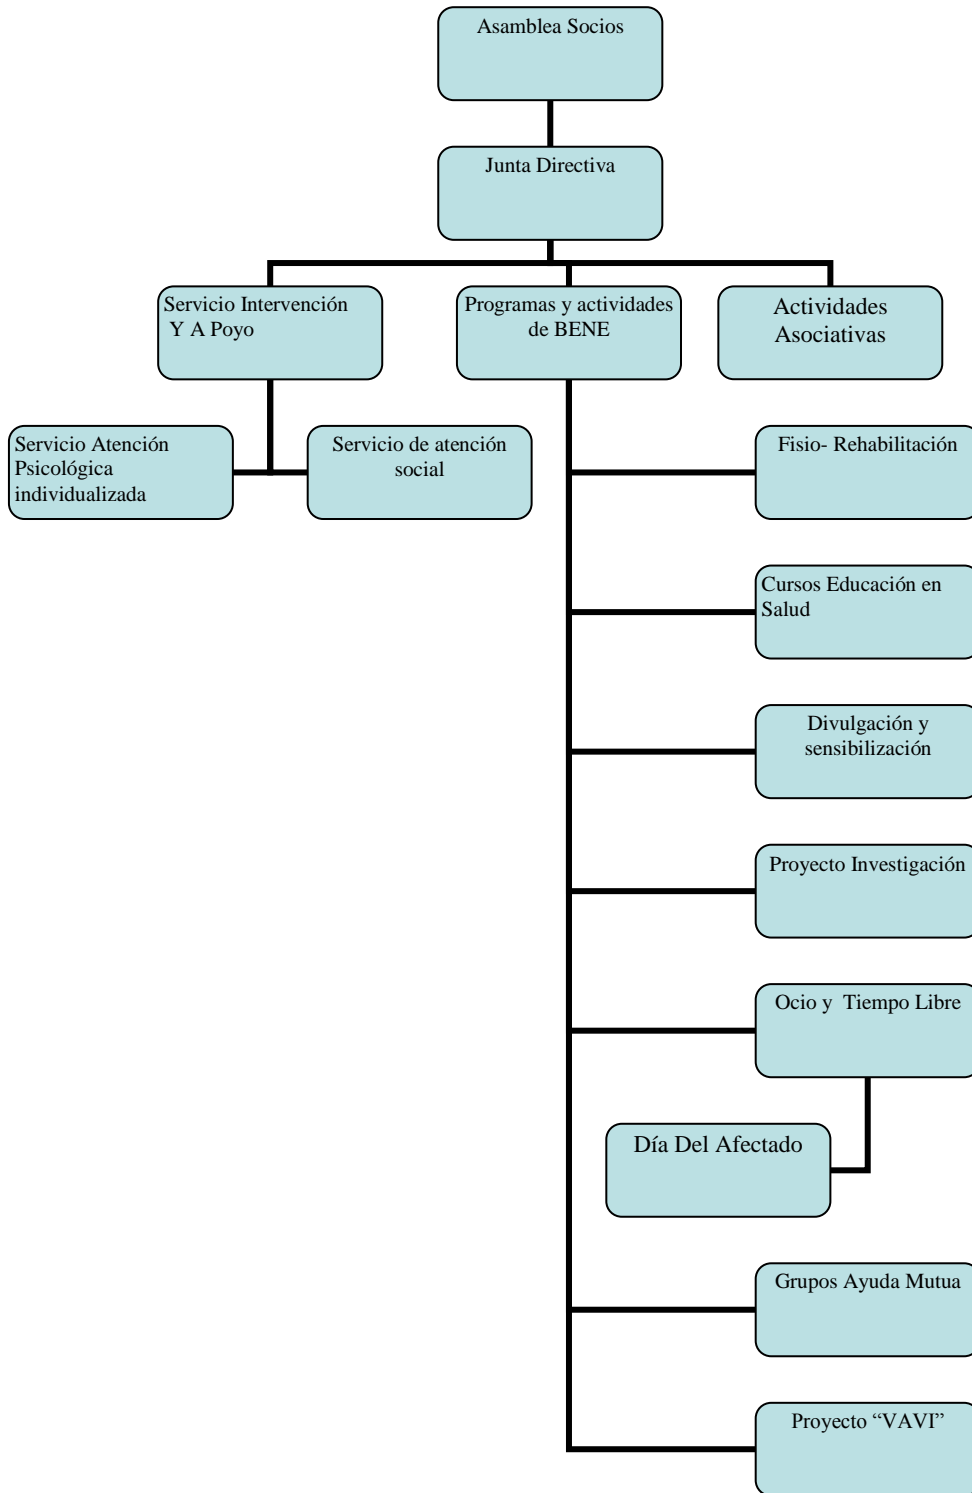 Asamblea Socios
Junta Directiva
Servicio Intervención
Y A Poyo
Programas y actividades
de BENE
Actividades
Asociativas
Servicio Atención
Psicológica
individualizada
Servicio de atención
social
Fisio- Rehabilitación
Cursos Educación en
Salud
Divulgación y
sensibilización
Proyecto Investigación
Ocio y  Tiempo Libre
Día Del Afectado
Grupos Ayuda Mutua
Proyecto “VAVI”